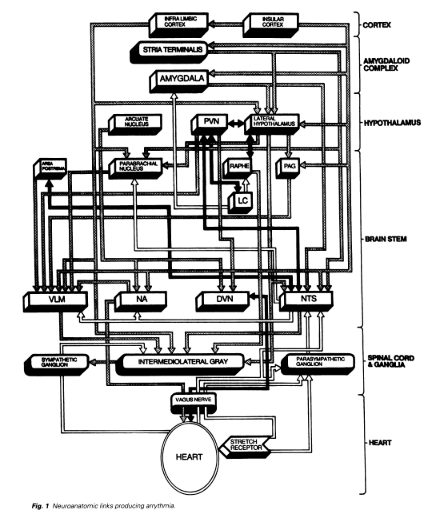 INFRA LIMBIC
CORTEX
INSULAR
CORTEX
CORTEX
STRIA TERMINALIS
AMYGDALOID
COMPLEX
AMYGDALA
ARCUATE
NUCLEUS
PVN
LATERAL
HYPOTHALAMUS
HYPOTHALAMUS
AREA
POSTREMA
PARABRACHIAL
NUCLEUS
RAPHE
PAG
LC
BRAIN STEM
VLM
NA
DVN
NTS
SYMPATHETIC
GANGLION
INTERMEDIOLATERAL GRAY
PARASYMPATHETIC
GANGLION
SPINAL CORD
& GANGLIA
VAGUS NERVE
HEART
STRETCH
RECEPTOR
HEART
Fig. 1 Neuroanatomic links producing arrythmia.